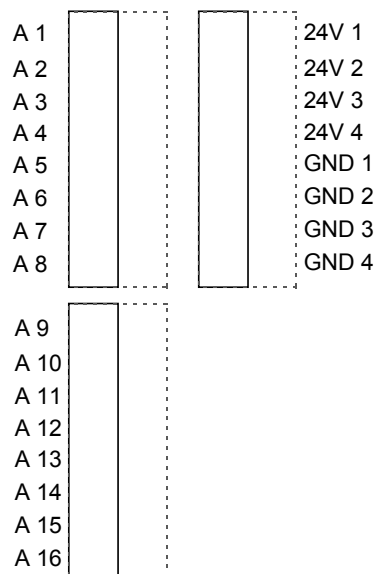 A 1
A 2
A 3
A 4
A 5
A 6
A 7
A 8
24V 1
24V 2
24V 3
24V 4
GND 1
GND 2
GND 3
GND 4
A 9
A 10
A 11
A 12
A 13
A 14
A 15
A 16